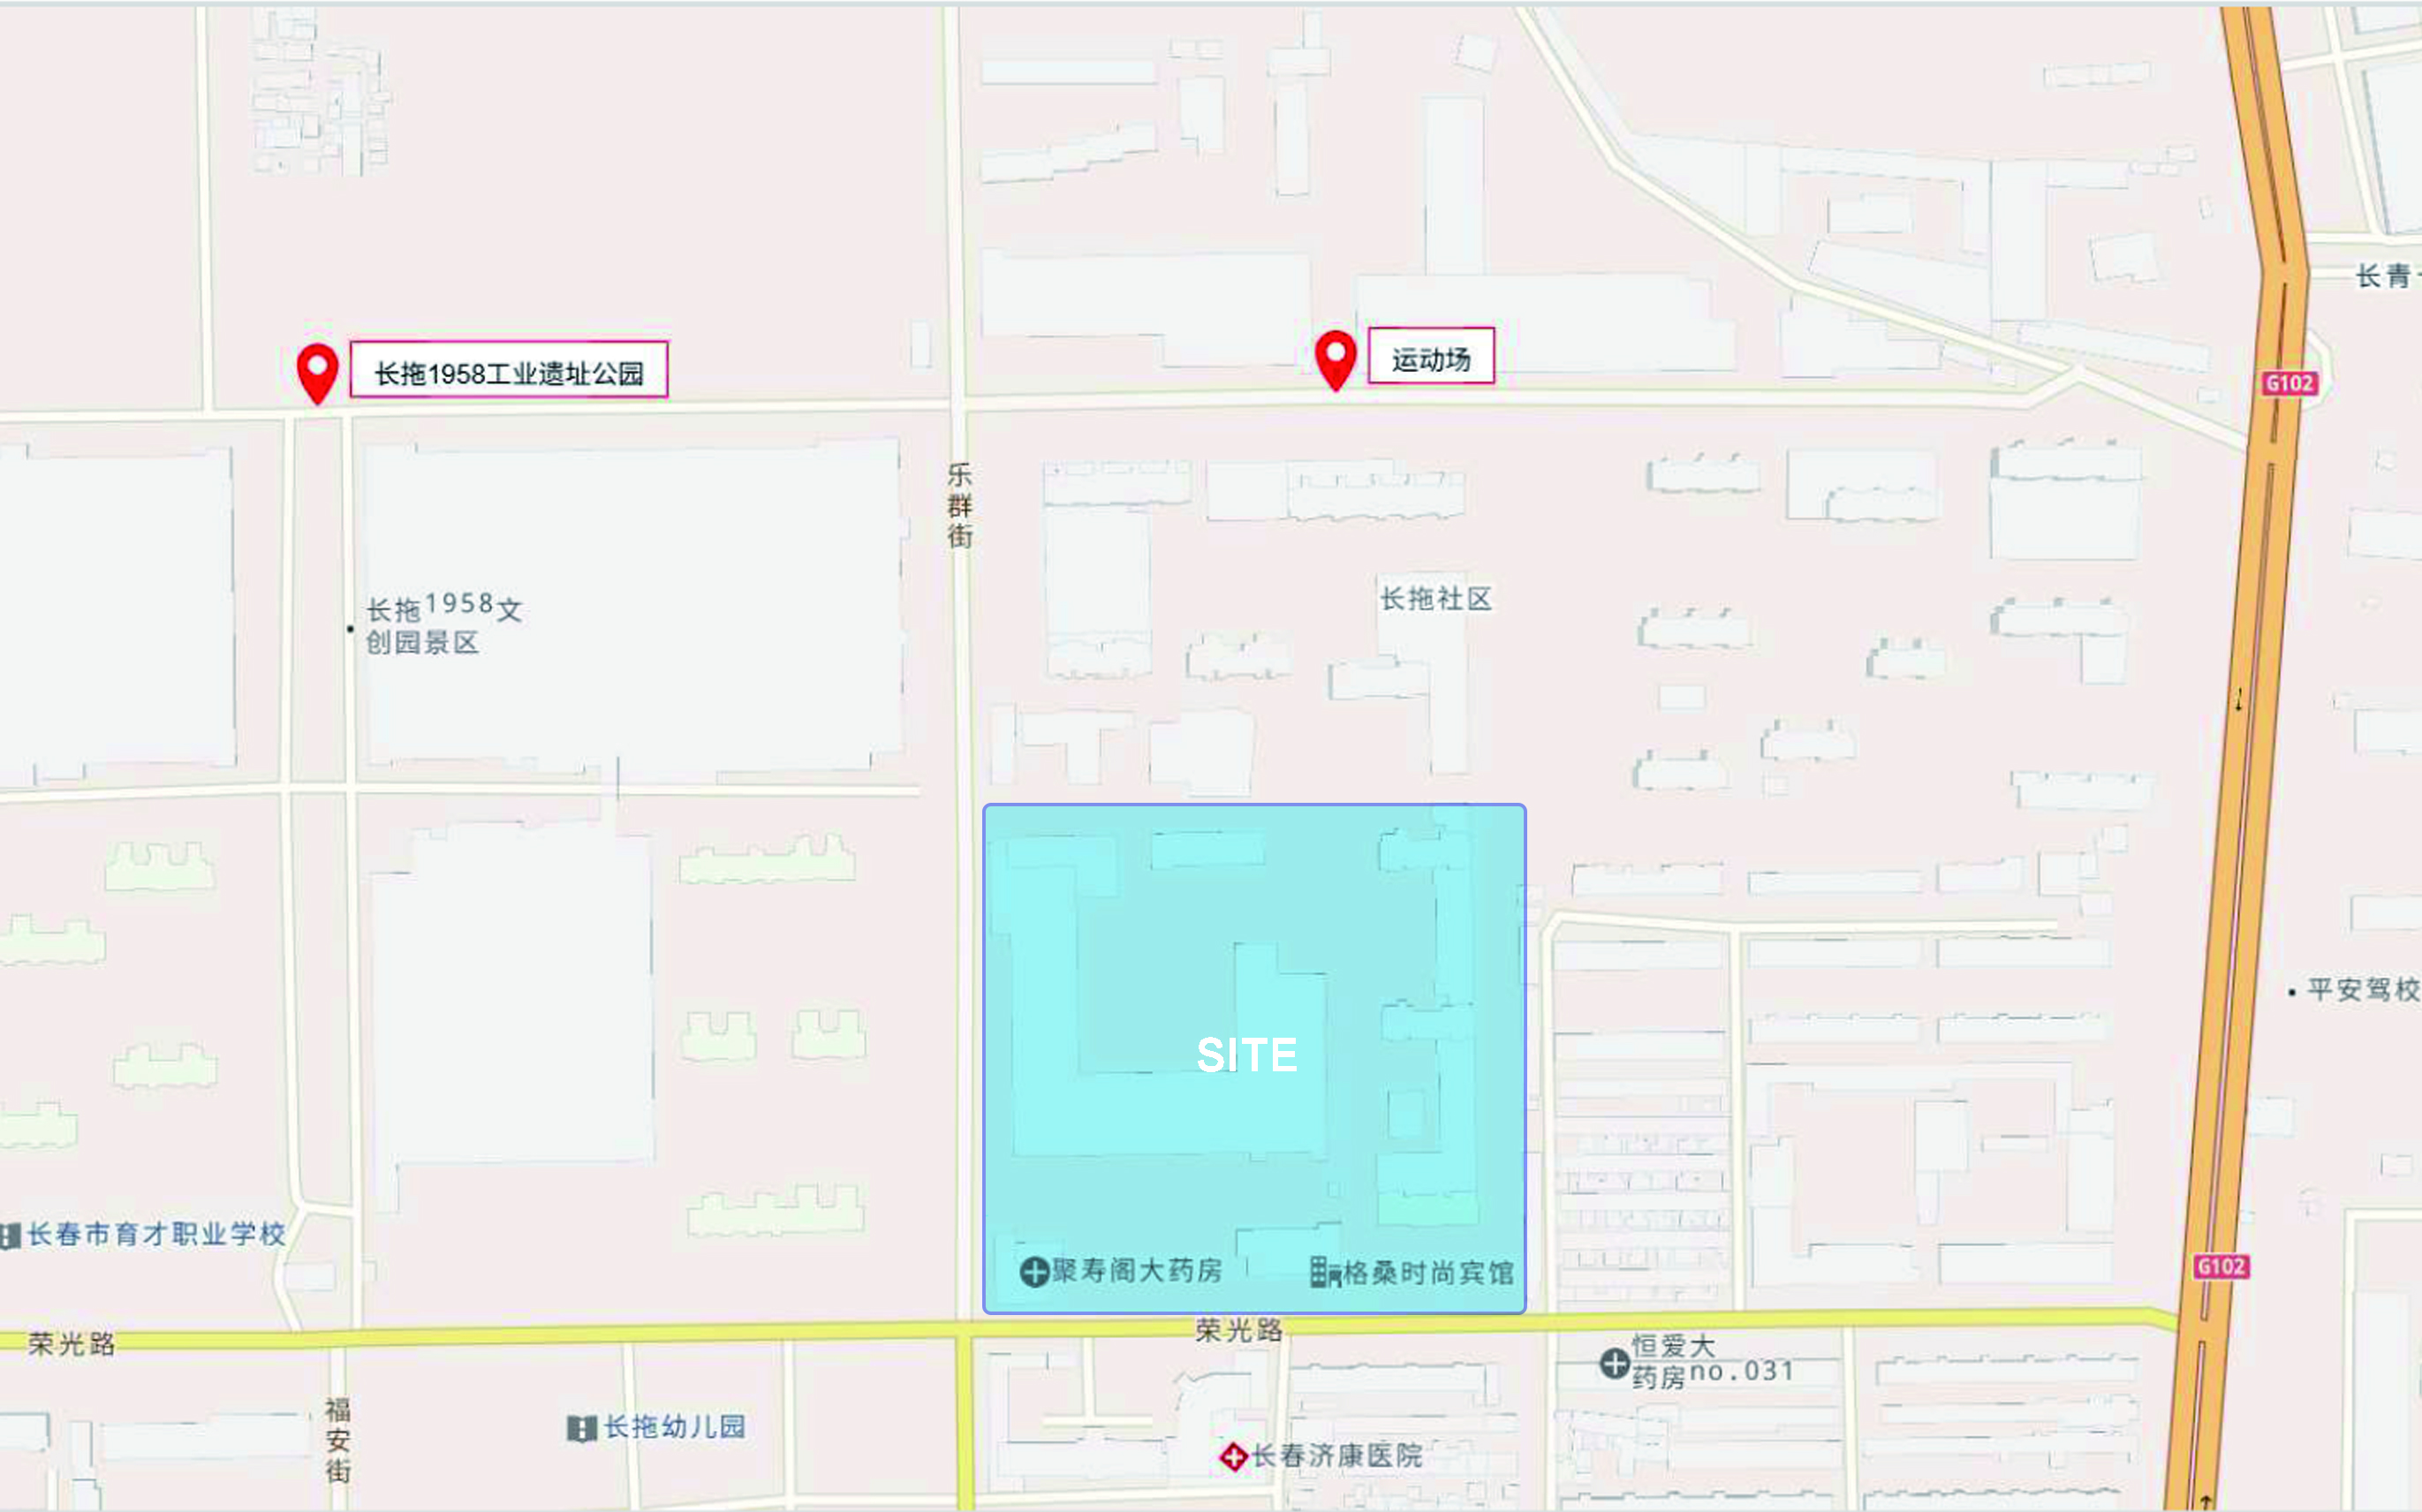 长青
G102
运动场
长拖1958工业遗址公园
乐群街
长拖1958文
创园景区
长拖社区
平安驾校
SITE
长春市育才职业学校
聚寿阁大药房
格桑时尚宾馆
G102
荣光路
荣光路
恒爱大
药房no.031
福安街
长拖幼儿园
长春济康医院